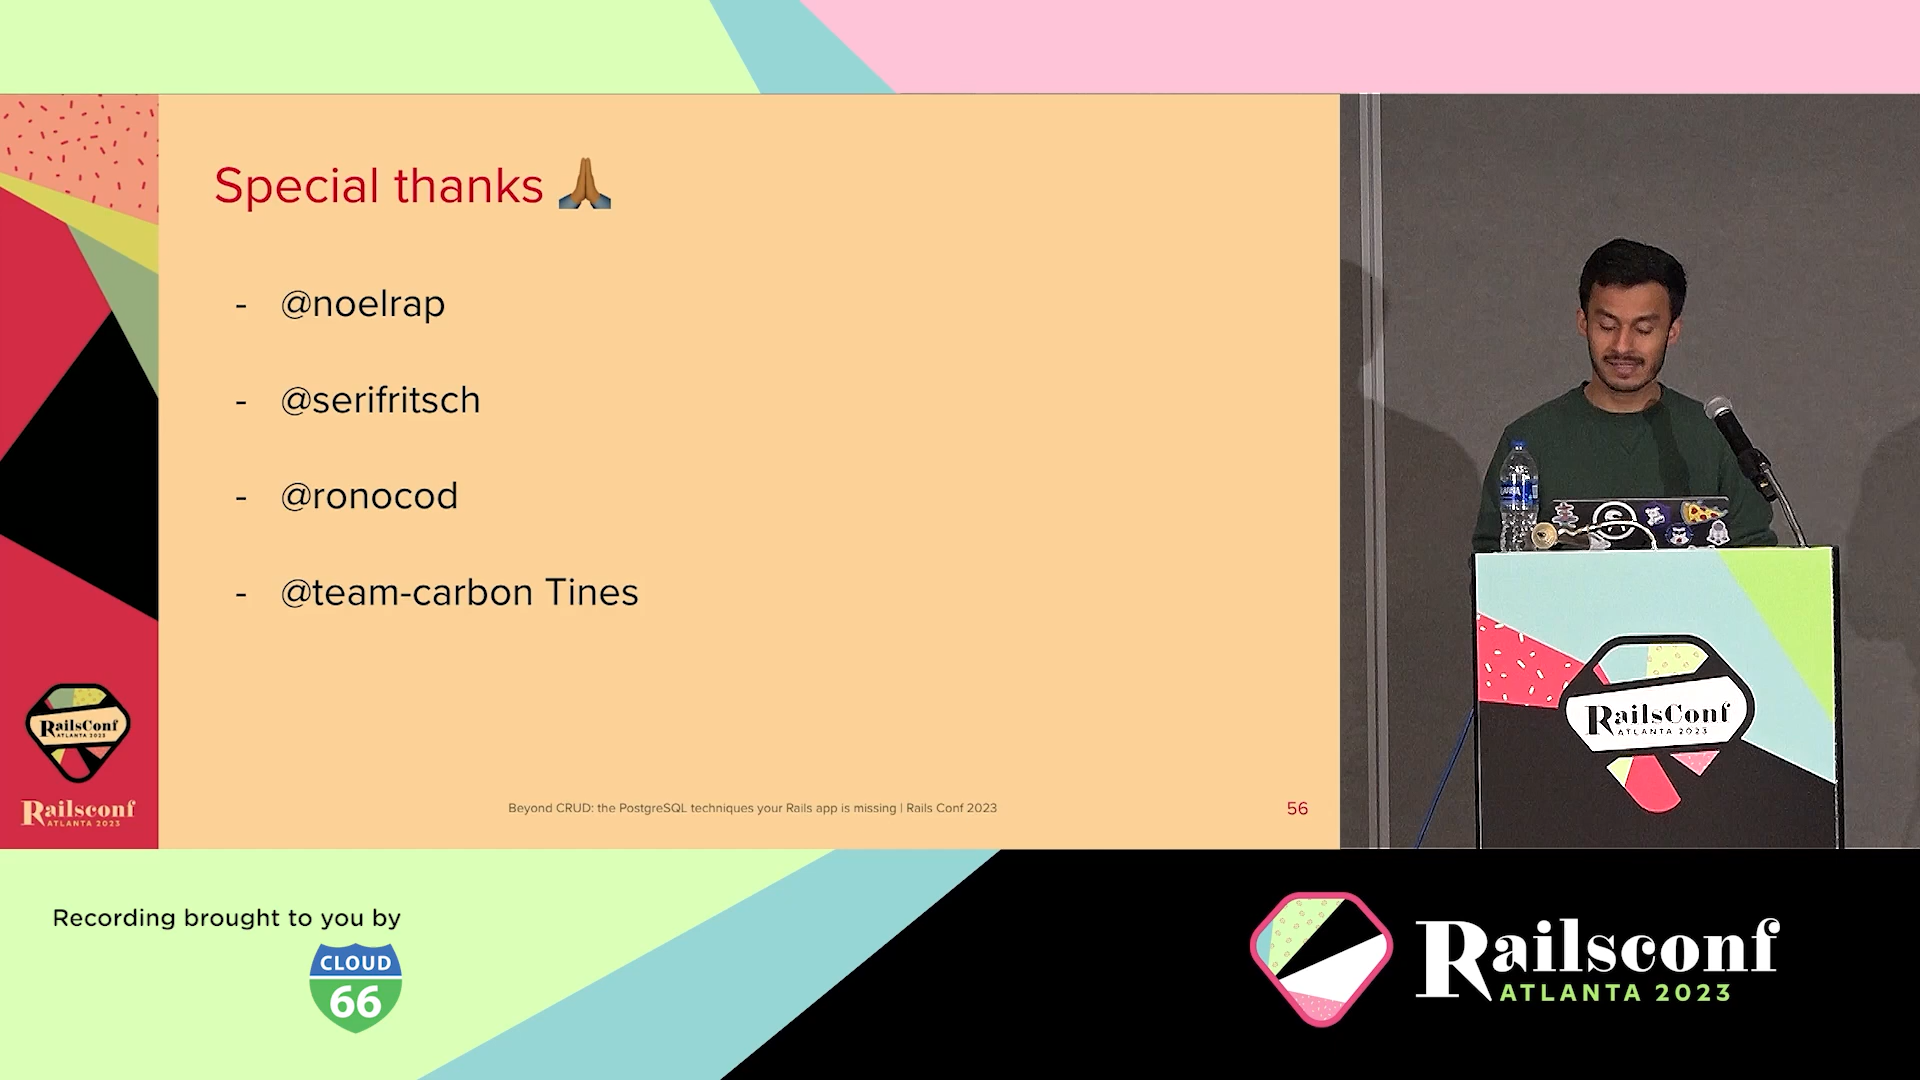 Special thanks 🙏🏾
- @noelrap
- @serifritsch
- @ronocod
- @team-carbon Tines
RailsConf
ATLANTA 2023
Railsconf
ATLANTA 2023
Beyond CRUD: the PostgreSQL techniques your Rails app is missing | Rails Conf 2023
56
RailsConf
ATLANTA 2023
Recording brought to you by
CLOUD
66
Railsconf
ATLANTA 2023